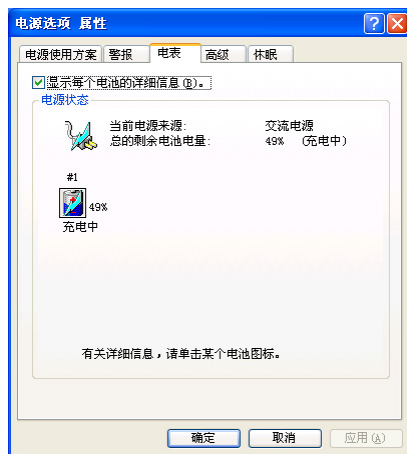 电源选项 属性
电源使用方案 警报 电表 高级 休眠
显示每个电池的详细信息(B)。
电源状态
当前电源来源: 交流电源
总的剩余电池电量: 49% (充电中)
#1
49%
充电中
有关详细信息，请单击某个电池图标。
确定 取消 应用(A)